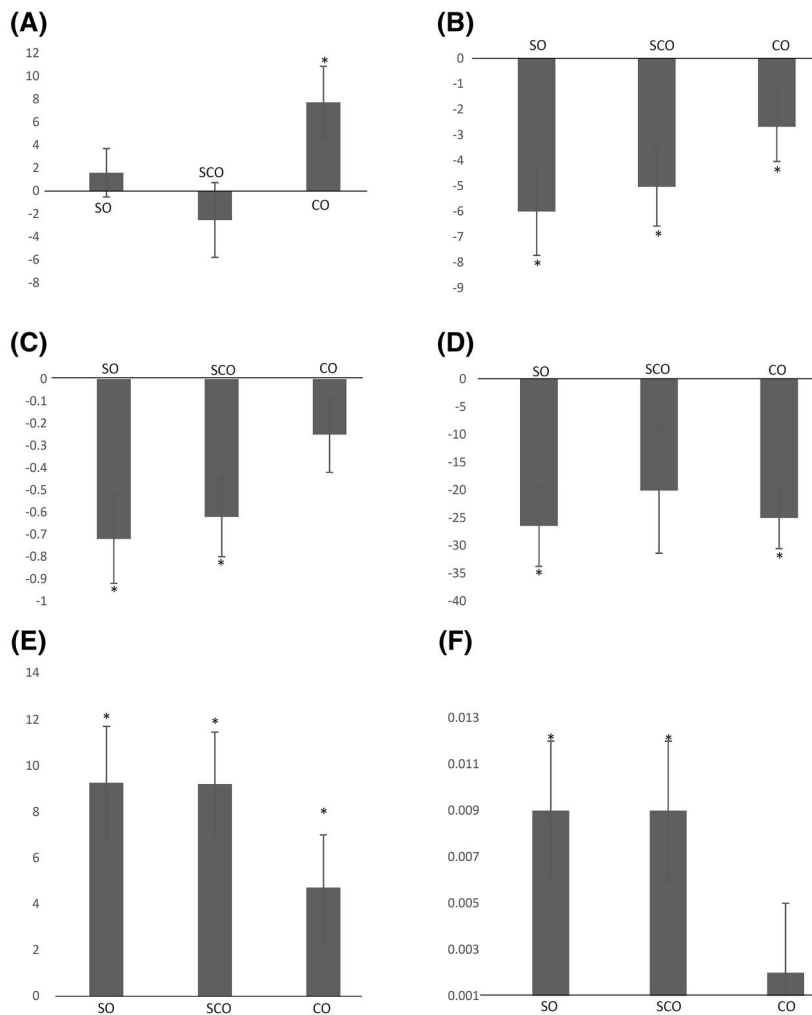 (A)
12
10
8
6
4
2
0
-2
-4
-6
-8
SO
SCO
CO
*
(B)
0
-1
-2
-3
-4
-5
-6
-7
-8
-9
SO
SCO
CO
*
*
*
(C)
0
-0.1
-0.2
-0.3
-0.4
-0.5
-0.6
-0.7
-0.8
-0.9
-1
SO
SCO
CO
*
*
(D)
0
-5
-10
-15
-20
-25
-30
-35
-40
SO
SCO
CO
*
*
(E)
14
12
10
8
6
4
2
0
*
*
*
SO
SCO
CO
(F)
0.013
0.011
0.009
0.007
0.005
0.003
0.001
*
*
SO
SCO
CO